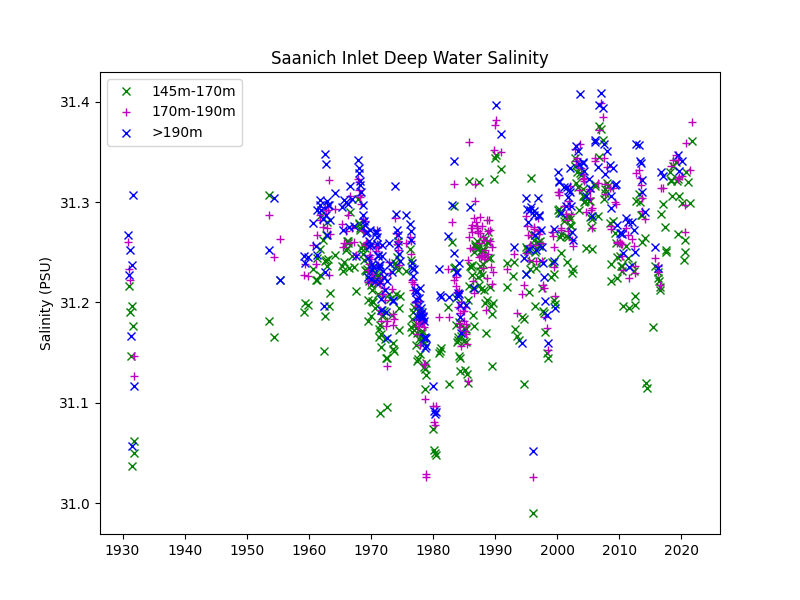 Saanich Inlet Deep Water Salinity
145m-170m
170m-190m
>190m
Salinity (PSU)
31.4
31.3
31.2
31.1
31.0
1930 1940 1950 1960 1970 1980 1990 2000 2010 2020